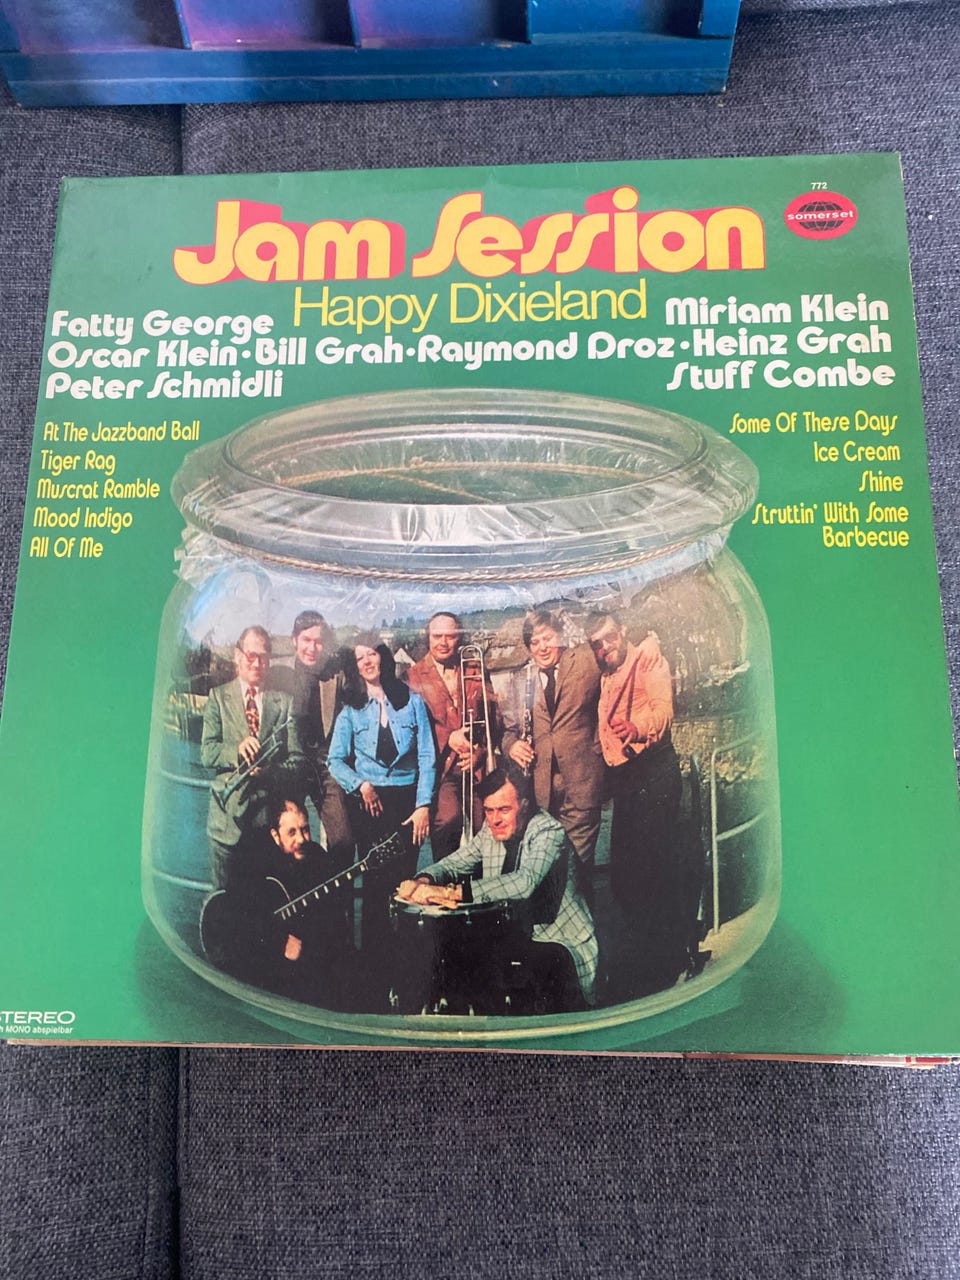 772
somerset
Jam Session
Happy Dixieland
Fatty George
Miriam Klein
Oscar Klein•Bill Grah•Raymond Droz•Heinz Grah
Peter Schmidli
Stuff Combe
At The Jazzband Ball
Tiger Rag
Muscrat Ramble
Mood Indigo
All Of Me
Some Of These Days
Ice Cream
Shine
Struttin' With Some
Barbecue
STEREO
MONO abspielbar